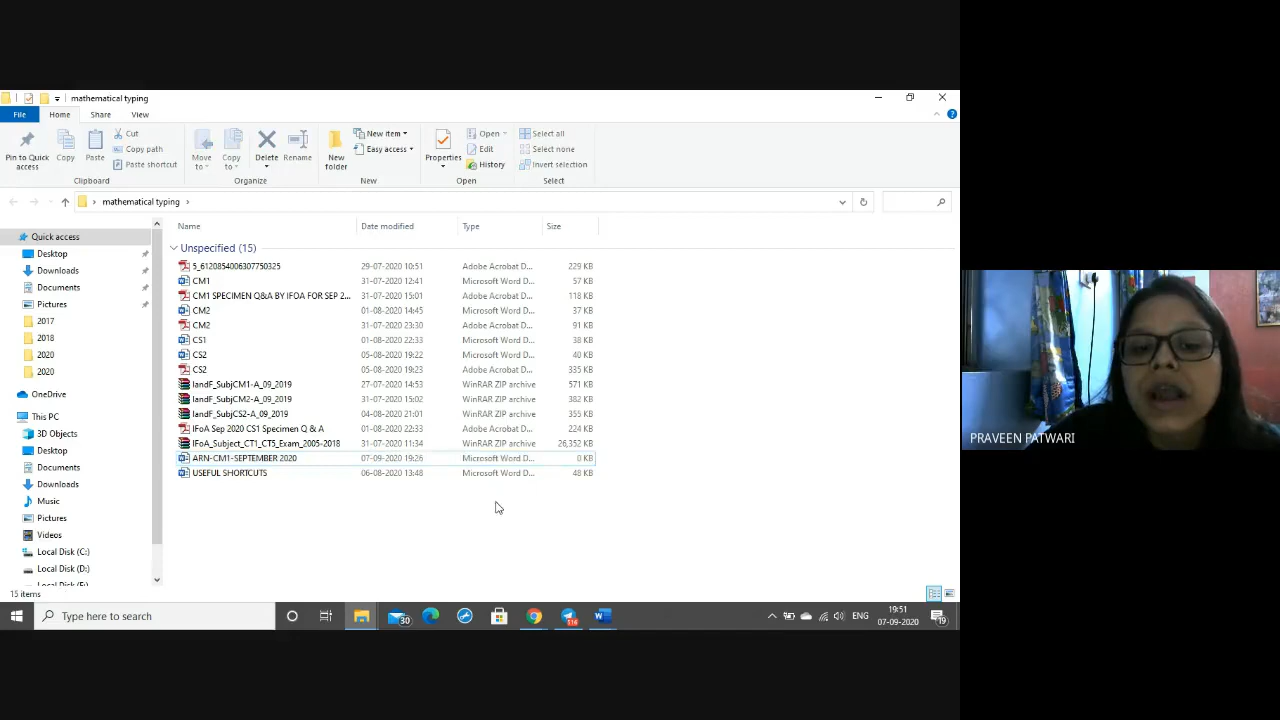 mathematical typing
File Home Share View
Pin to Quick access
Copy
Paste
Cut
Copy path
Paste shortcut
Clipboard
Move to
Copy to
Delete
Rename
Organize
New folder
New item
Easy access
New
Properties
Open
Edit
History
Open
Select all
Select none
Invert selection
Select
mathematical typing
Name Date modified Type Size
Unspecified (15)
5_6120854006307750325 29-07-2020 10:51 Adobe Acrobat D... 229 KB
CM1 31-07-2020 12:41 Microsoft Word D... 57 KB
CM1 SPECIMEN Q&A BY IFOA FOR SEP 2... 31-07-2020 15:01 Adobe Acrobat D... 118 KB
CM2 01-08-2020 14:45 Microsoft Word D... 37 KB
CM2 31-07-2020 23:30 Adobe Acrobat D... 91 KB
CS1 01-08-2020 22:33 Microsoft Word D... 38 KB
CS2 05-08-2020 19:22 Microsoft Word D... 40 KB
CS2 05-08-2020 19:23 Adobe Acrobat D... 335 KB
IandF_SubjCM1-A_09_2019 27-07-2020 14:53 WinRAR ZIP archive 571 KB
IandF_SubjCM2-A_09_2019 31-07-2020 15:02 WinRAR ZIP archive 382 KB
IandF_SubjCS2-A_09_2019 04-08-2020 21:01 WinRAR ZIP archive 355 KB
IFoA Sep 2020 CS1 Specimen Q & A 01-08-2020 22:33 Adobe Acrobat D... 224 KB
IFoA_Subject_CT1_CT5_Exam_2005-2018 31-07-2020 11:34 WinRAR ZIP archive 26,352 KB
ARN-CM1-SEPTEMBER 2020 07-09-2020 19:26 Microsoft Word D... 0 KB
USEFUL SHORTCUTS 06-08-2020 13:48 Microsoft Word D... 48 KB
Quick access
Desktop
Downloads
Documents
Pictures
2017
2018
2020
2020
OneDrive
This PC
3D Objects
Desktop
Documents
Downloads
Music
Pictures
Videos
Local Disk (C:)
Local Disk (D:)
15 items
Type here to search
30
ENG
19:51
07-09-2020
19
PRAVEEN PATWARI